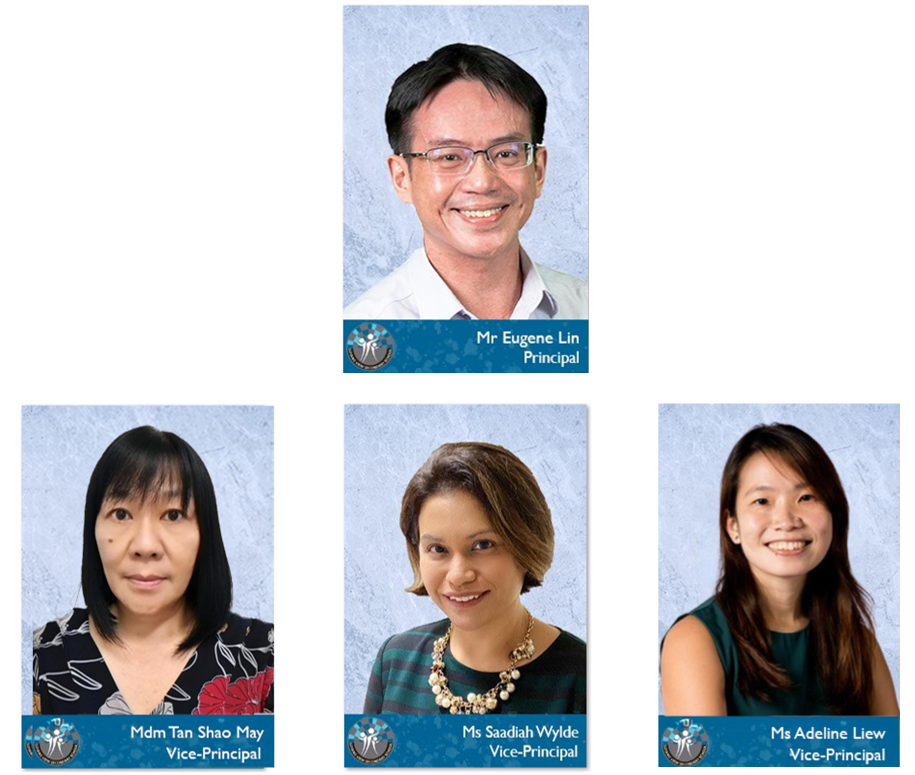 Mr Eugene Lin
Principal
Mdm Tan Shao May
Vice-Principal
Ms Saadiah Wylde
Vice-Principal
Ms Adeline Liew
Vice-Principal